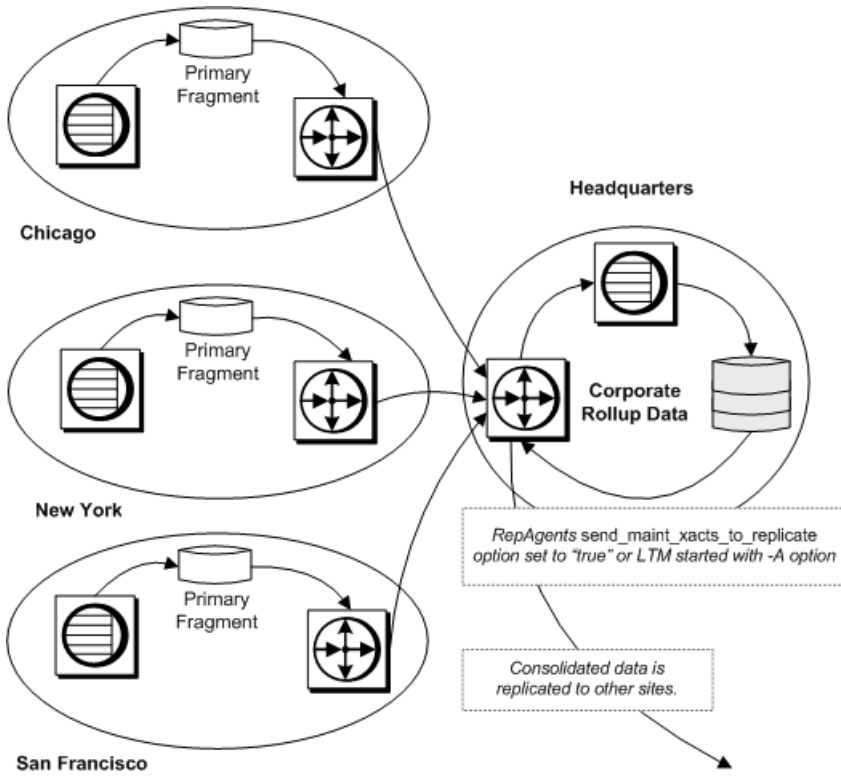 Primary
Fragment
Chicago
Headquarters
Primary
Fragment
Corporate
Rollup Data
New York
RepAgents send_maint_xacts_to_replicate
option set to “true” or LTM started with -A option
Primary
Fragment
Consolidated data is
replicated to other sites.
San Francisco